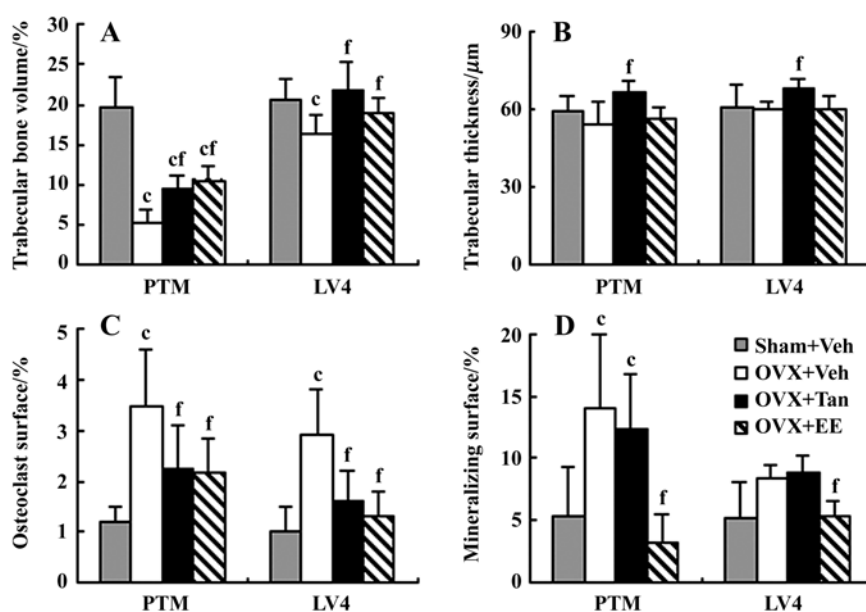 A
Trabecular bone volume/%
30
25
20
15
10
5
0
c
cf
cf
c
f
f
PTM
LV4
B
Trabecular thickness/μm
90
60
30
0
f
f
PTM
LV4
C
Osteoclast surface/%
5
4
3
2
1
0
c
f
f
c
f
f
PTM
LV4
D
Mineralizing surface/%
20
15
10
5
0
c
c
f
f
Sham+Veh
OVX+Veh
OVX+Tan
OVX+EE
PTM
LV4